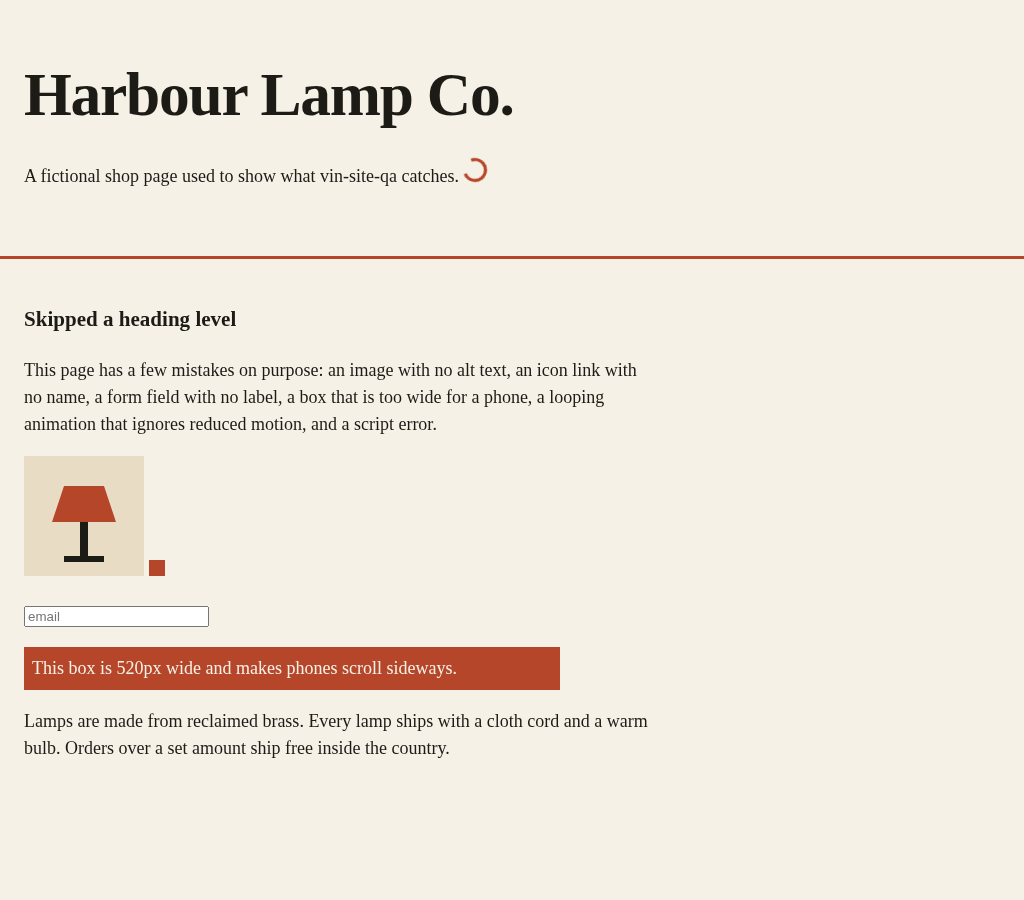 Harbour Lamp Co.
A fictional shop page used to show what vin-site-qa catches.
Skipped a heading level
This page has a few mistakes on purpose: an image with no alt text, an icon link with
no name, a form field with no label, a box that is too wide for a phone, a looping
animation that ignores reduced motion, and a script error.
email
This box is 520px wide and makes phones scroll sideways.
Lamps are made from reclaimed brass. Every lamp ships with a cloth cord and a warm
bulb. Orders over a set amount ship free inside the country.